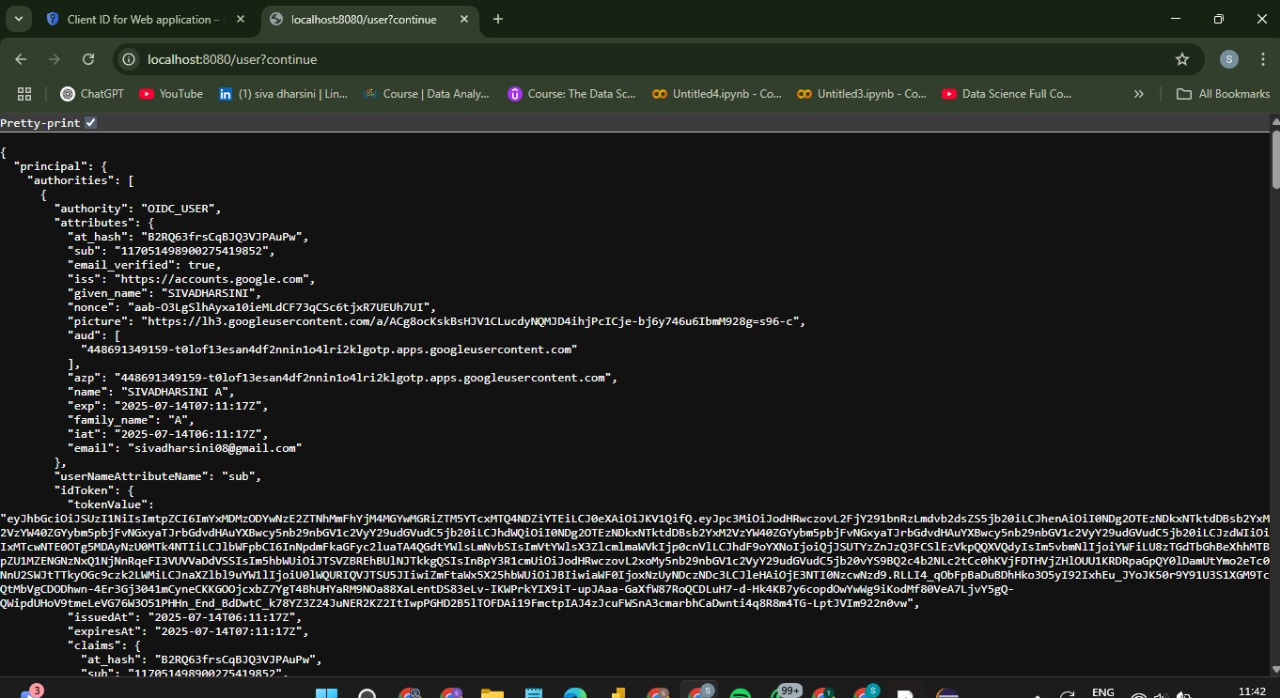 Client ID for Web application –
localhost:8080/user?continue
localhost:8080/user?continue
S
ChatGPT
YouTube
(1) siva dharsini | Lin...
Course | Data Analy...
Course: The Data Sc...
Untitled4.ipynb - Co...
Untitled3.ipynb - Co...
Data Science Full Co...
All Bookmarks
Pretty-print
{
"principal": {
"authorities": [
{
"authority": "OIDC_USER",
"attributes": {
"at_hash": "B2RQ63frsCqBJQ3VJPAuPw",
"sub": "117051498900275419852",
"email_verified": true,
"iss": "https://accounts.google.com",
"given_name": "SIVADHARSINI",
"nonce": "aab-O3LgSlhAyxa10ieMLdCF73qCSc6tjxR7UEUh7UI",
"picture": "https://lh3.googleusercontent.com/a/ACg8ocKskBsHJV1CLucdyNQMJD4ihjPcICje-bj6y746u6IbmM928g=s96-c",
"aud": [
"448691349159-t0lof13esan4df2nnin1o4lri2klgotp.apps.googleusercontent.com"
],
"azp": "448691349159-t0lof13esan4df2nnin1o4lri2klgotp.apps.googleusercontent.com",
"name": "SIVADHARSINI A",
"exp": "2025-07-14T07:11:17Z",
"family_name": "A",
"iat": "2025-07-14T06:11:17Z",
"email": "sivadharsini08@gmail.com"
},
"userNameAttributeName": "sub",
"idToken": {
"tokenValue":
"issuedAt": "2025-07-14T06:11:17Z",
"expiresAt": "2025-07-14T07:11:17Z",
"claims": {
"at_hash": "B2RQ63frsCqBJQ3VJPAuPw",
"sub": "117051498900275419852",
3
99+
ENG
11:42